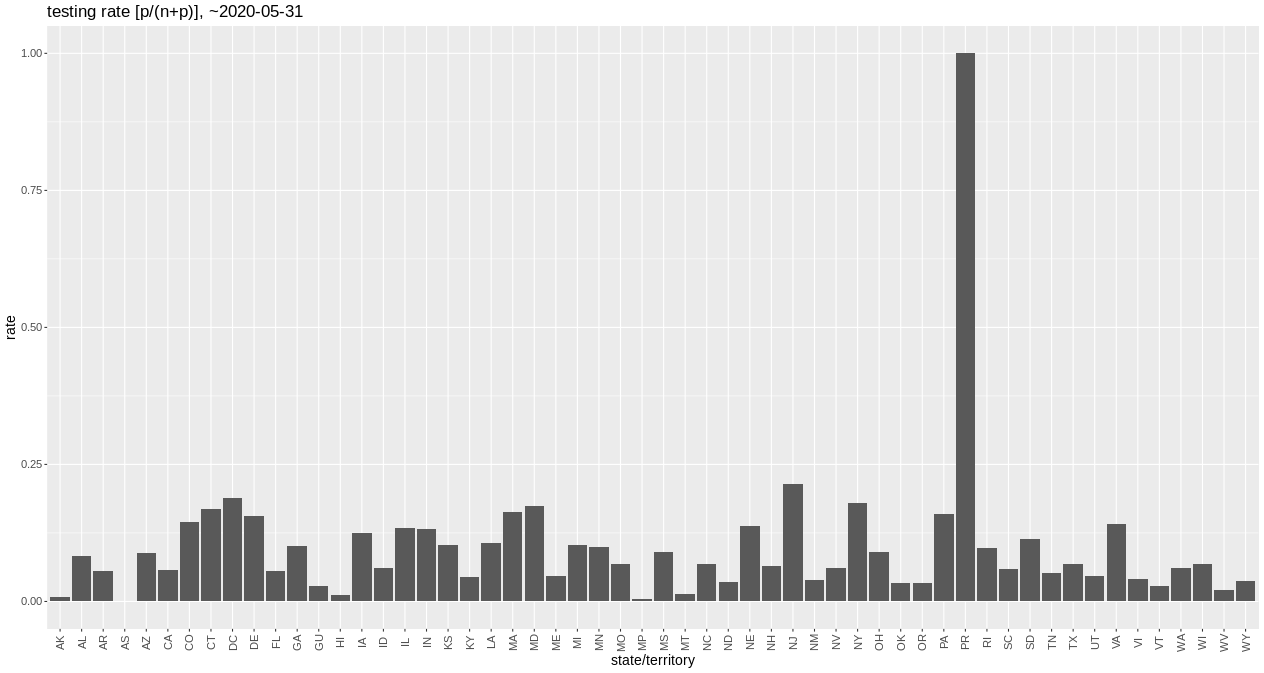 testing rate [p/(n+p)], ~2020-05-31
rate
1.00
0.75
0.50
0.25
0.00
AK AL AR AS AZ CA CO CT DC DE FL GA GU HI IA ID IL IN KS KY LA MA MD ME MI MN MO MP MS MT NC ND NE NH NJ NM NV NY OH OK OR PA PR RI SC SD TN TX UT VA VI VT WA WI WV WY
state/territory